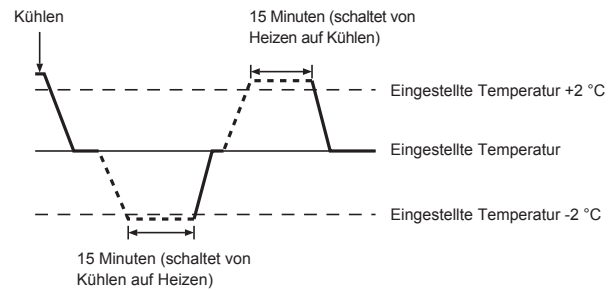 Kühlen
15 Minuten (schaltet von
Heizen auf Kühlen)
Eingestellte Temperatur +2 °C
Eingestellte Temperatur
Eingestellte Temperatur -2 °C
15 Minuten (schaltet von
Kühlen auf Heizen)